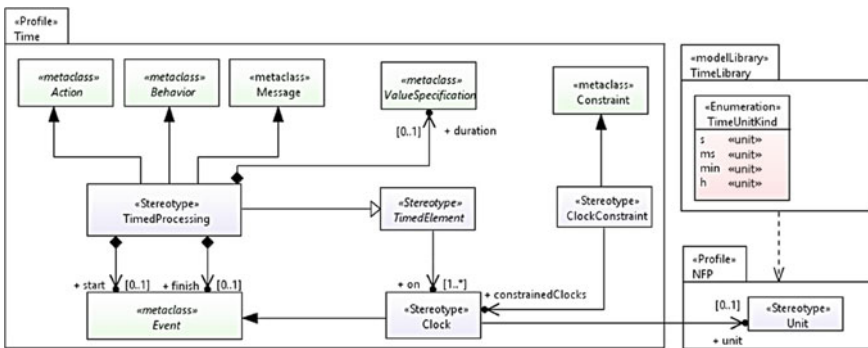 «Profile»
Time
«metaclass»
Action
«metaclass»
Behavior
«metaclass»
Message
«metaclass»
ValueSpecification
«metaclass»
Constraint
«modelLibrary»
TimeLibrary
«Enumeration»
TimeUnitKind
s «unit»
ms «unit»
min «unit»
h «unit»
[0..1]
+ duration
«Stereotype»
TimedProcessing
«Stereotype»
TimedElement
«Stereotype»
ClockConstraint
«Profile»
NFP
+ start
[0..1]
+ finish
[0..1]
+ on
[1..*]
+ constrainedClocks
«metaclass»
Event
«Stereotype»
Clock
[0..1]
+ unit
«Stereotype»
Unit